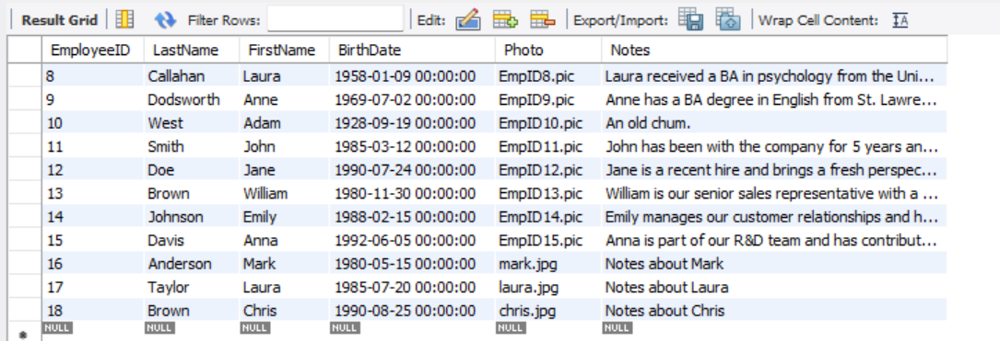 Result Grid Filter Rows: Edit: Export/Import: Wrap Cell Content: IA
EmployeeID LastName FirstName BirthDate Photo Notes
8 Callahan Laura 1958-01-09 00:00:00 EmpID8.pic Laura received a BA in psychology from the Uni...
9 Dodsworth Anne 1969-07-02 00:00:00 EmpID9.pic Anne has a BA degree in English from St. Lawre...
10 West Adam 1928-09-19 00:00:00 EmpID10.pic An old chum.
11 Smith John 1985-03-12 00:00:00 EmpID11.pic John has been with the company for 5 years an...
12 Doe Jane 1990-07-24 00:00:00 EmpID12.pic Jane is a recent hire and brings a fresh perspec...
13 Brown William 1980-11-30 00:00:00 EmpID13.pic William is our senior sales representative with a ...
14 Johnson Emily 1988-02-15 00:00:00 EmpID14.pic Emily manages our customer relationships and h...
15 Davis Anna 1992-06-05 00:00:00 EmpID15.pic Anna is part of our R&D team and has contribut...
16 Anderson Mark 1980-05-15 00:00:00 mark.jpg Notes about Mark
17 Taylor Laura 1985-07-20 00:00:00 laura.jpg Notes about Laura
18 Brown Chris 1990-08-25 00:00:00 chris.jpg Notes about Chris
NULL NULL NULL NULL NULL NULL